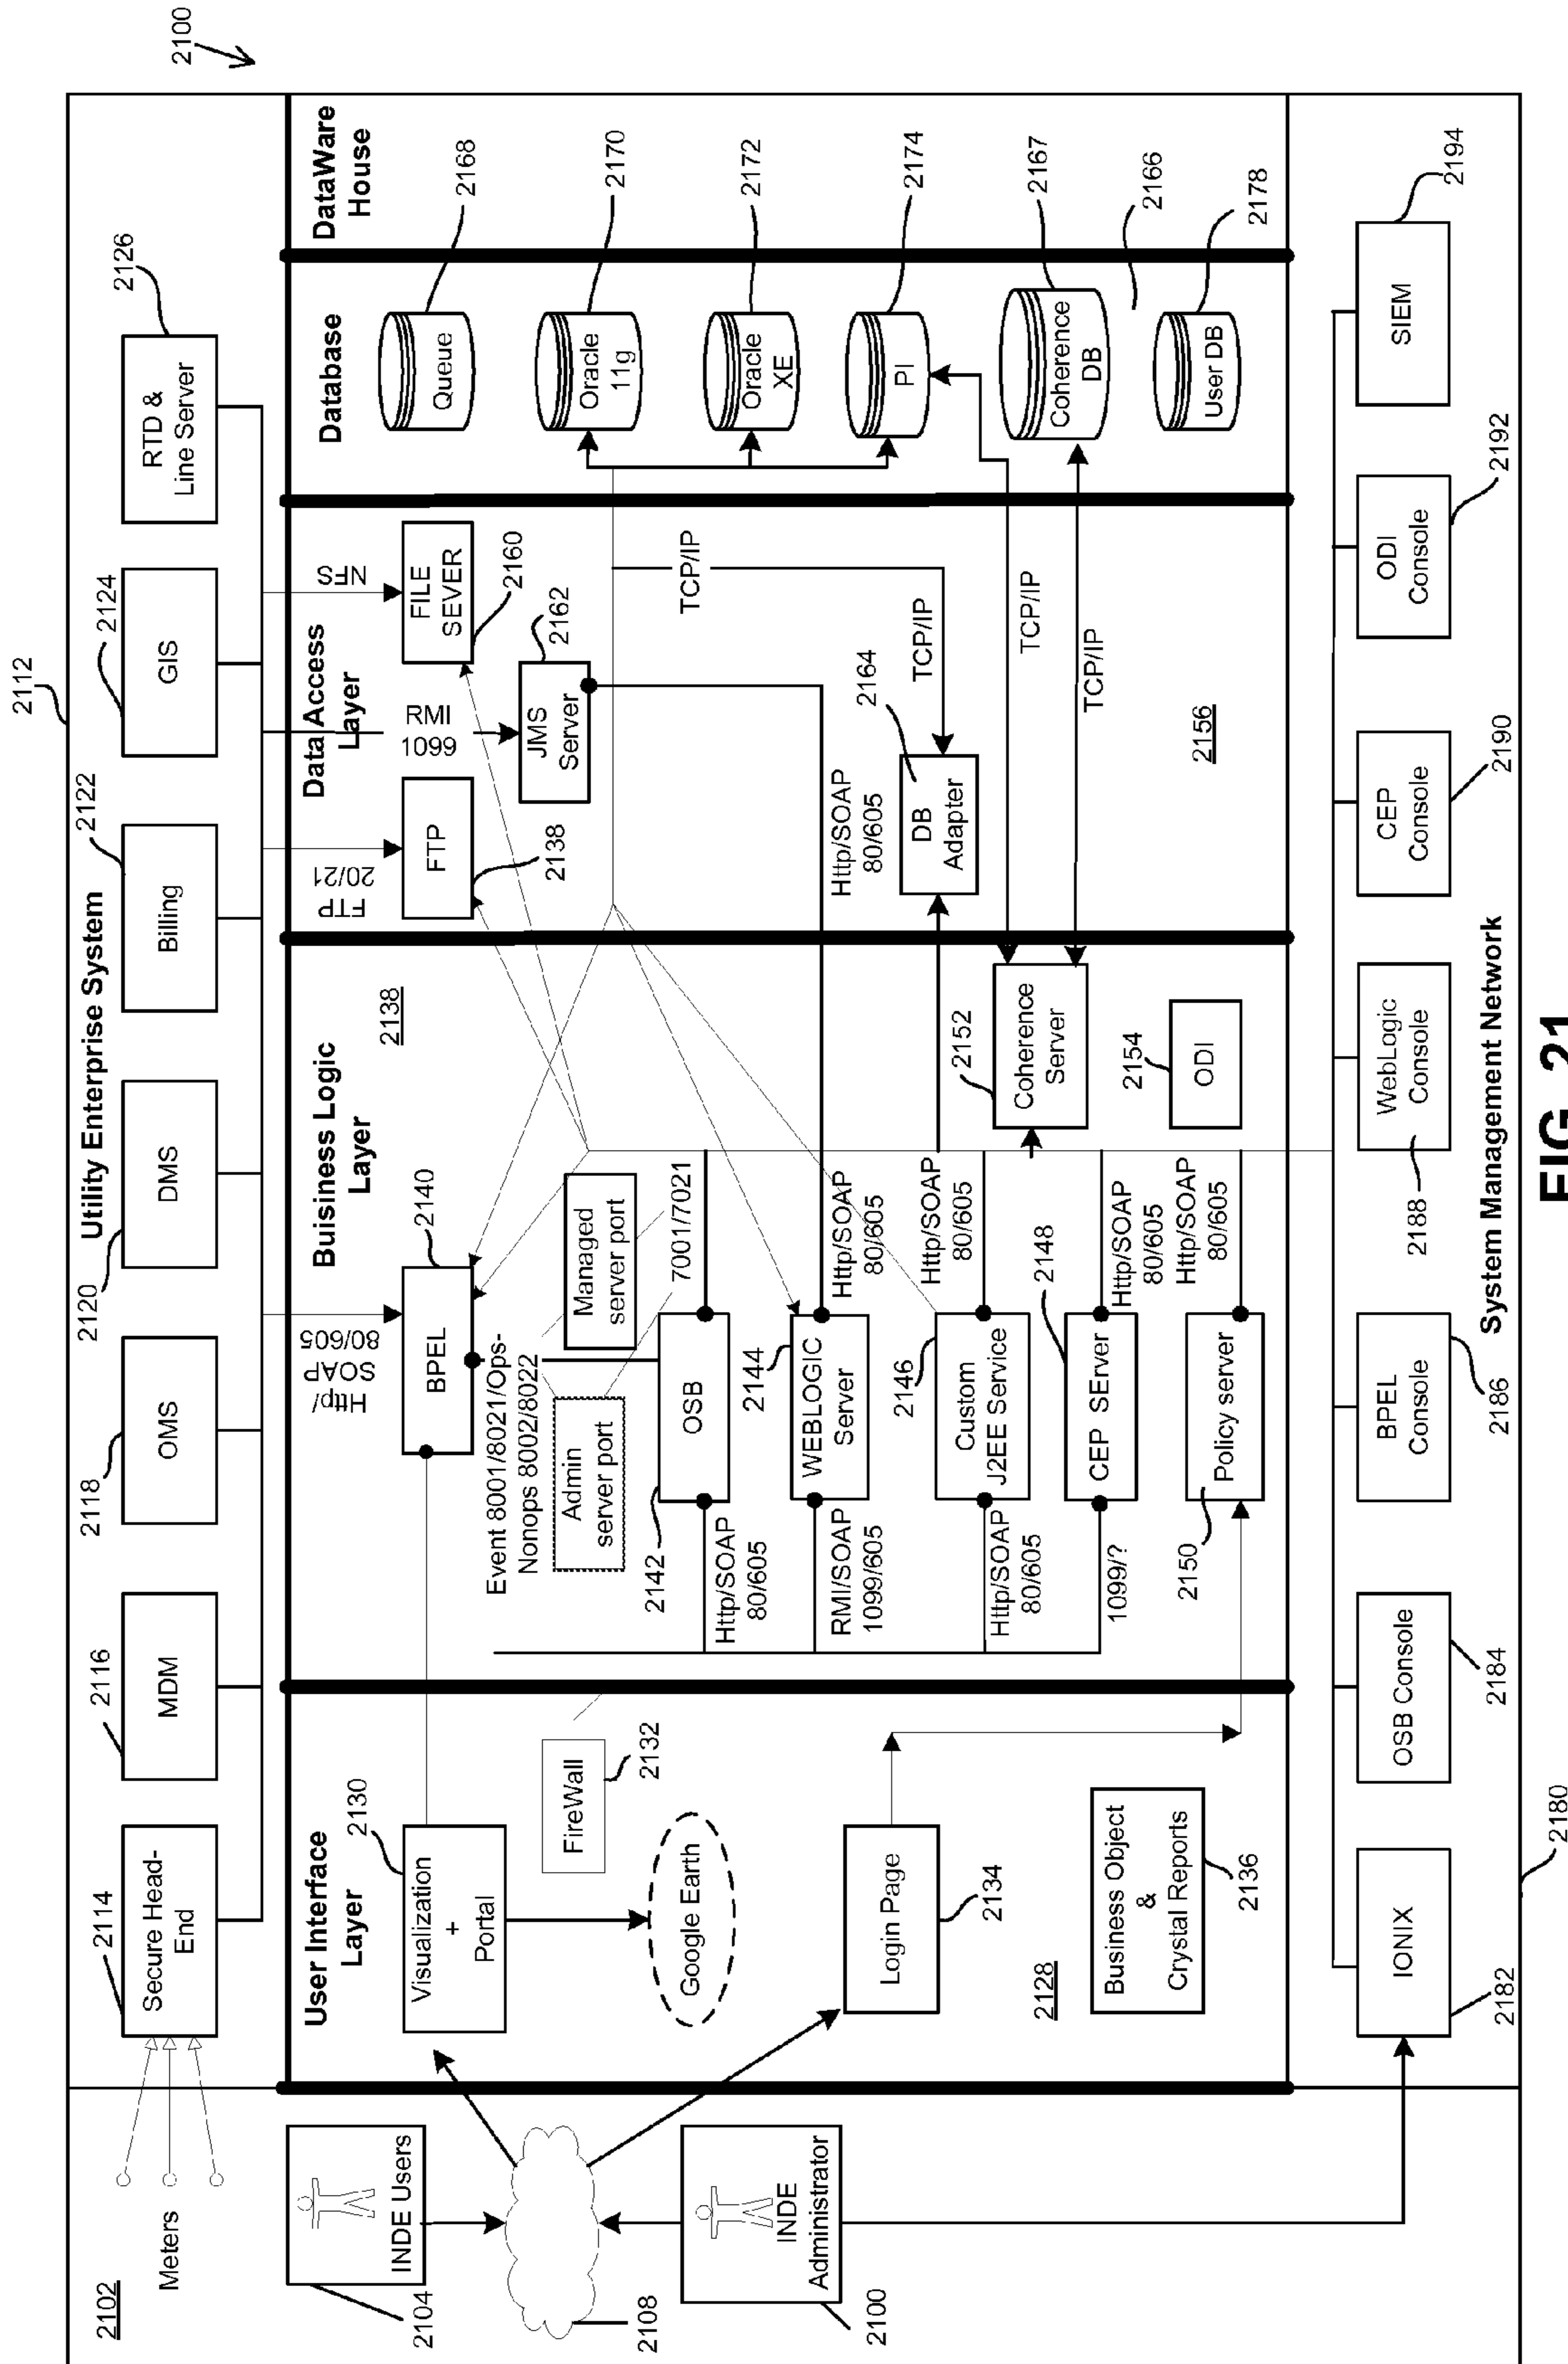 2100
2112
2102
Meters
Utility Enterprise System
2114
Secure Head-
End
2116
MDM
2118
OMS
2120
DMS
2122
Billing
2124
GIS
2126
RTD &
Line Server
2104
INDE Users
2108
INDE
Administrator
2100
User Interface
Layer
2130
Visualization
+
Portal
FireWall
2132
Google Earth
Login Page
2134
2128
Business Object
&
Crystal Reports
2136
Buisiness Logic
Layer
2138
Http/
SOAP
80/605
2140
BPEL
Event 8001/8021/Ops-
Nonops 8002/8022
Managed
server port
Admin
server port
7001/7021
2142
OSB
Http/SOAP
80/605
2144
WEBLOGIC
Server
RMI/SOAP
1099/605
Http/SOAP
80/605
2146
Custom
J2EE Service
Http/SOAP
80/605
Http/SOAP
80/605
2148
CEP SErver
1099/?
Http/SOAP
80/605
2150
Policy server
Http/SOAP
80/605
2152
Coherence
Server
2154
ODI
Data Access
Layer
FTP
20/21
FTP
2138
RMI
1099
NFS
FILE
SEVER
2160
JMS
Server
2162
Http/SOAP
80/605
TCP/IP
DB
Adapter
2164
TCP/IP
TCP/IP
TCP/IP
2156
Database
Queue
2168
Oracle
11g
2170
Oracle
XE
2172
PI
2174
Coherence
DB
2167
2166
User DB
2178
DataWare
House
IONIX
2182
OSB Console
2184
BPEL
Console
2186
WebLogic
Console
2188
CEP
Console
2190
ODI
Console
2192
SIEM
2194
System Management Network
2180
FIG. 21